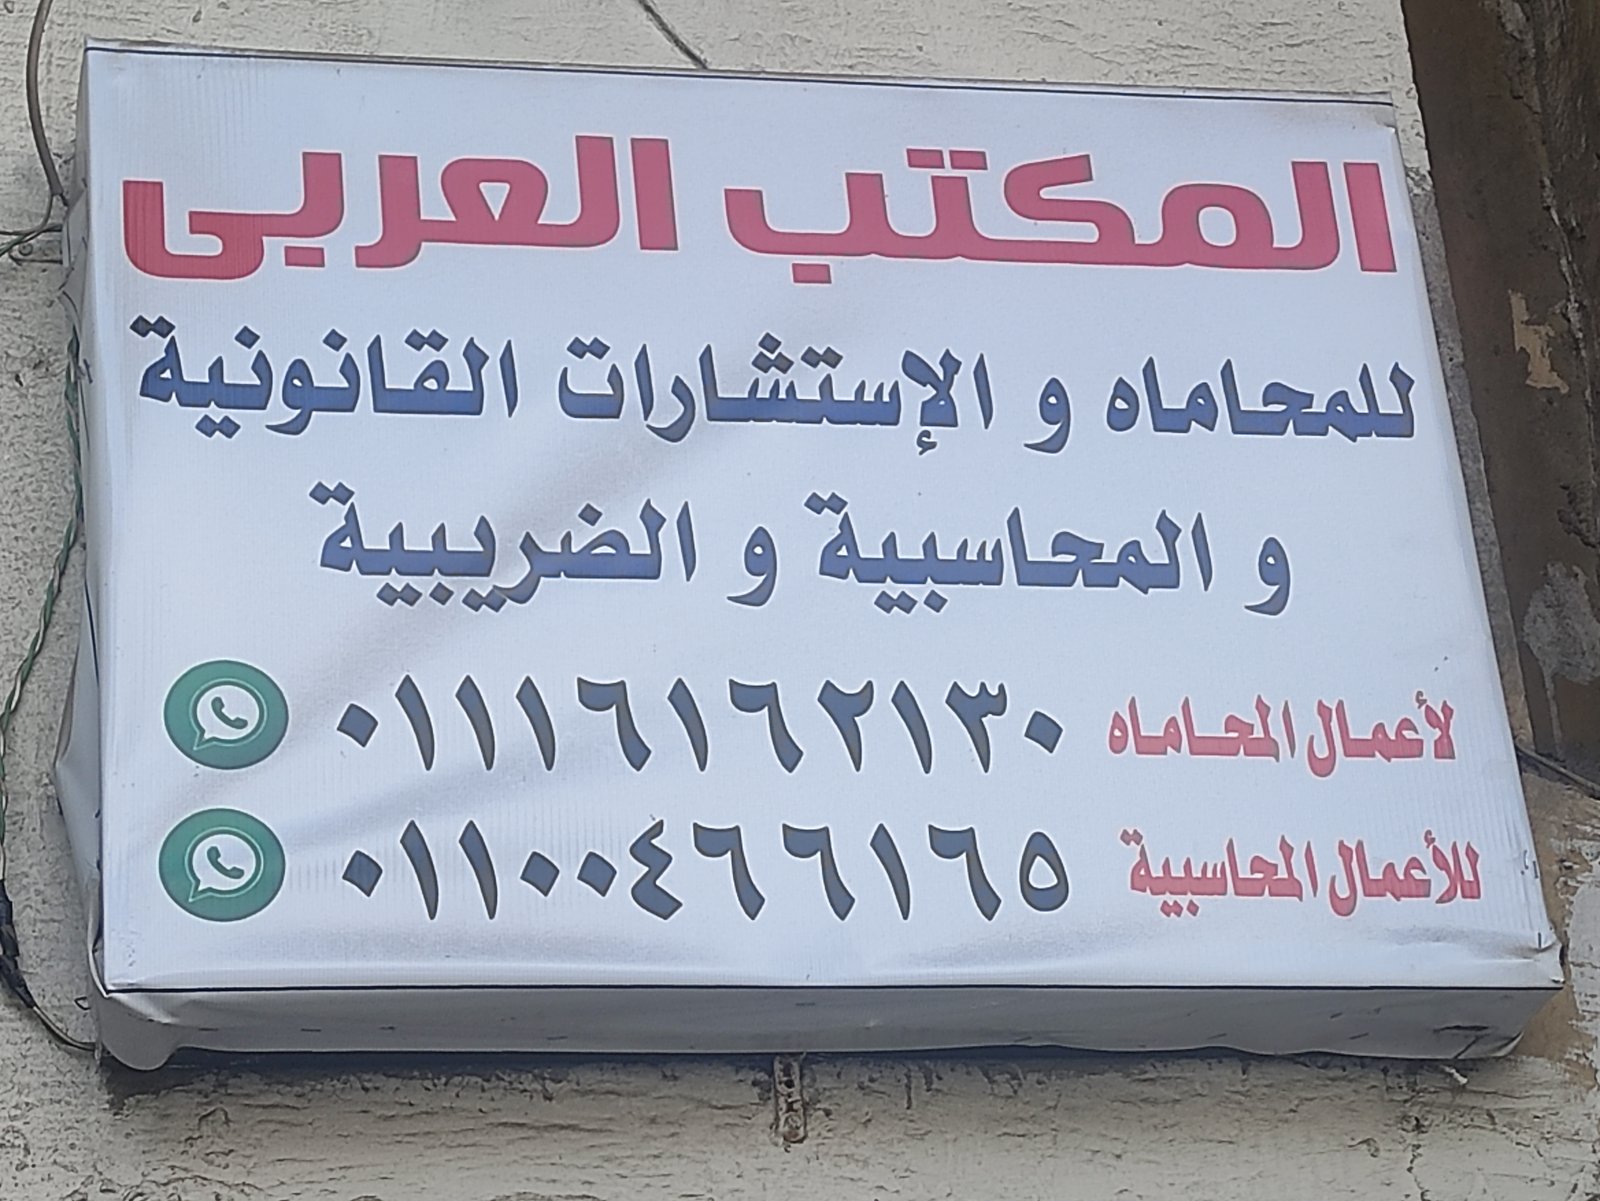 المكتب العربى
للمحاماه و الإستشارات القانونية
و المحاسبية و الضريبية
لأعمال المحاماه ٠١١١٦١٦٢١٣٠
للأعمال المحاسبية ٠١١٠٠٤٦٦١٦٥